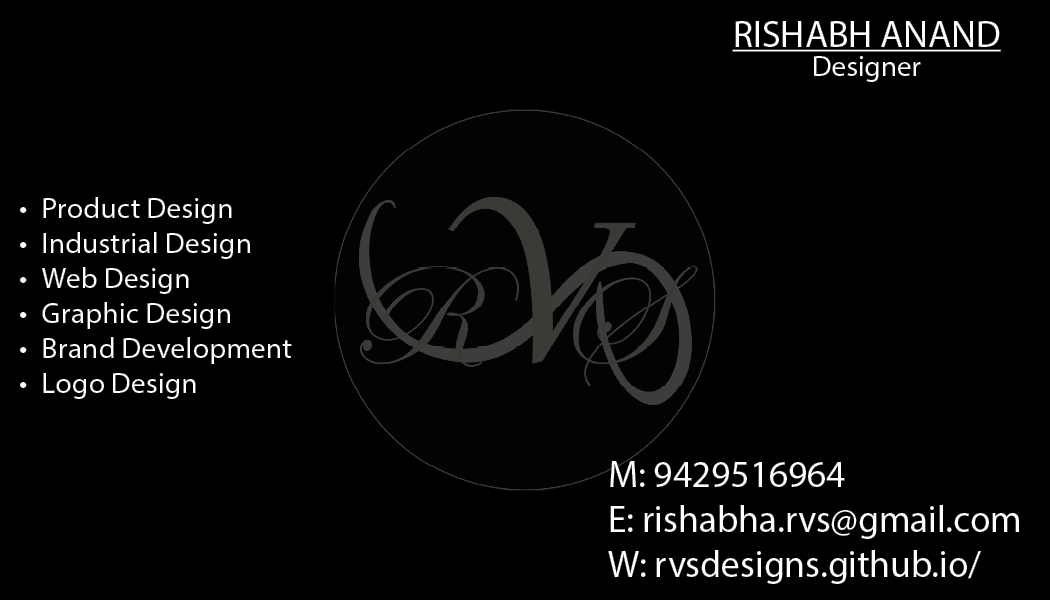 RISHABH ANAND
Designer
• Product Design
• Industrial Design
• Web Design
• Graphic Design
• Brand Development
• Logo Design
RVS
M: 9429516964
E: rishabha.rvs@gmail.com
W: rvsdesigns.github.io/